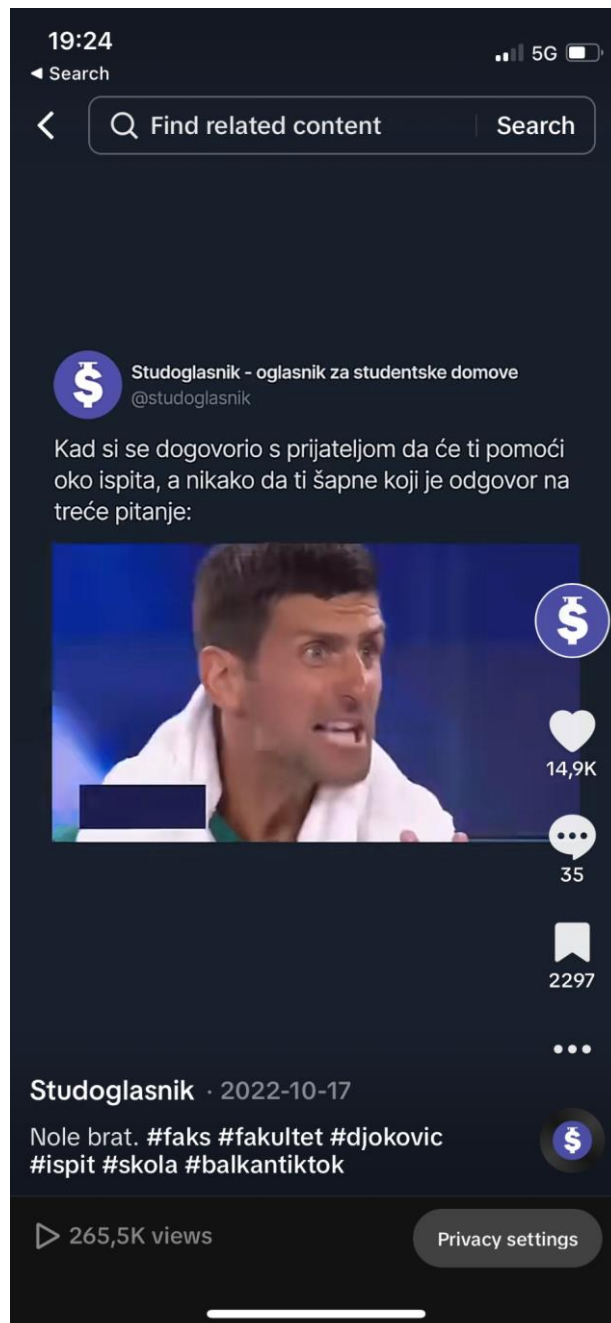 19:24
5G
◄ Search
Find related content
Search
Studoglasnik - oglasnik za studentske domove
@studoglasnik
Kad si se dogovorio s prijateljom da će ti pomoći
oko ispita, a nikako da ti šapne koji je odgovor na
treće pitanje:
14,9K
35
2297
Studoglasnik · 2022-10-17
Nole brat. #faks #fakultet #djokovic
#ispit #skola #balkantiktok
265,5K views
Privacy settings